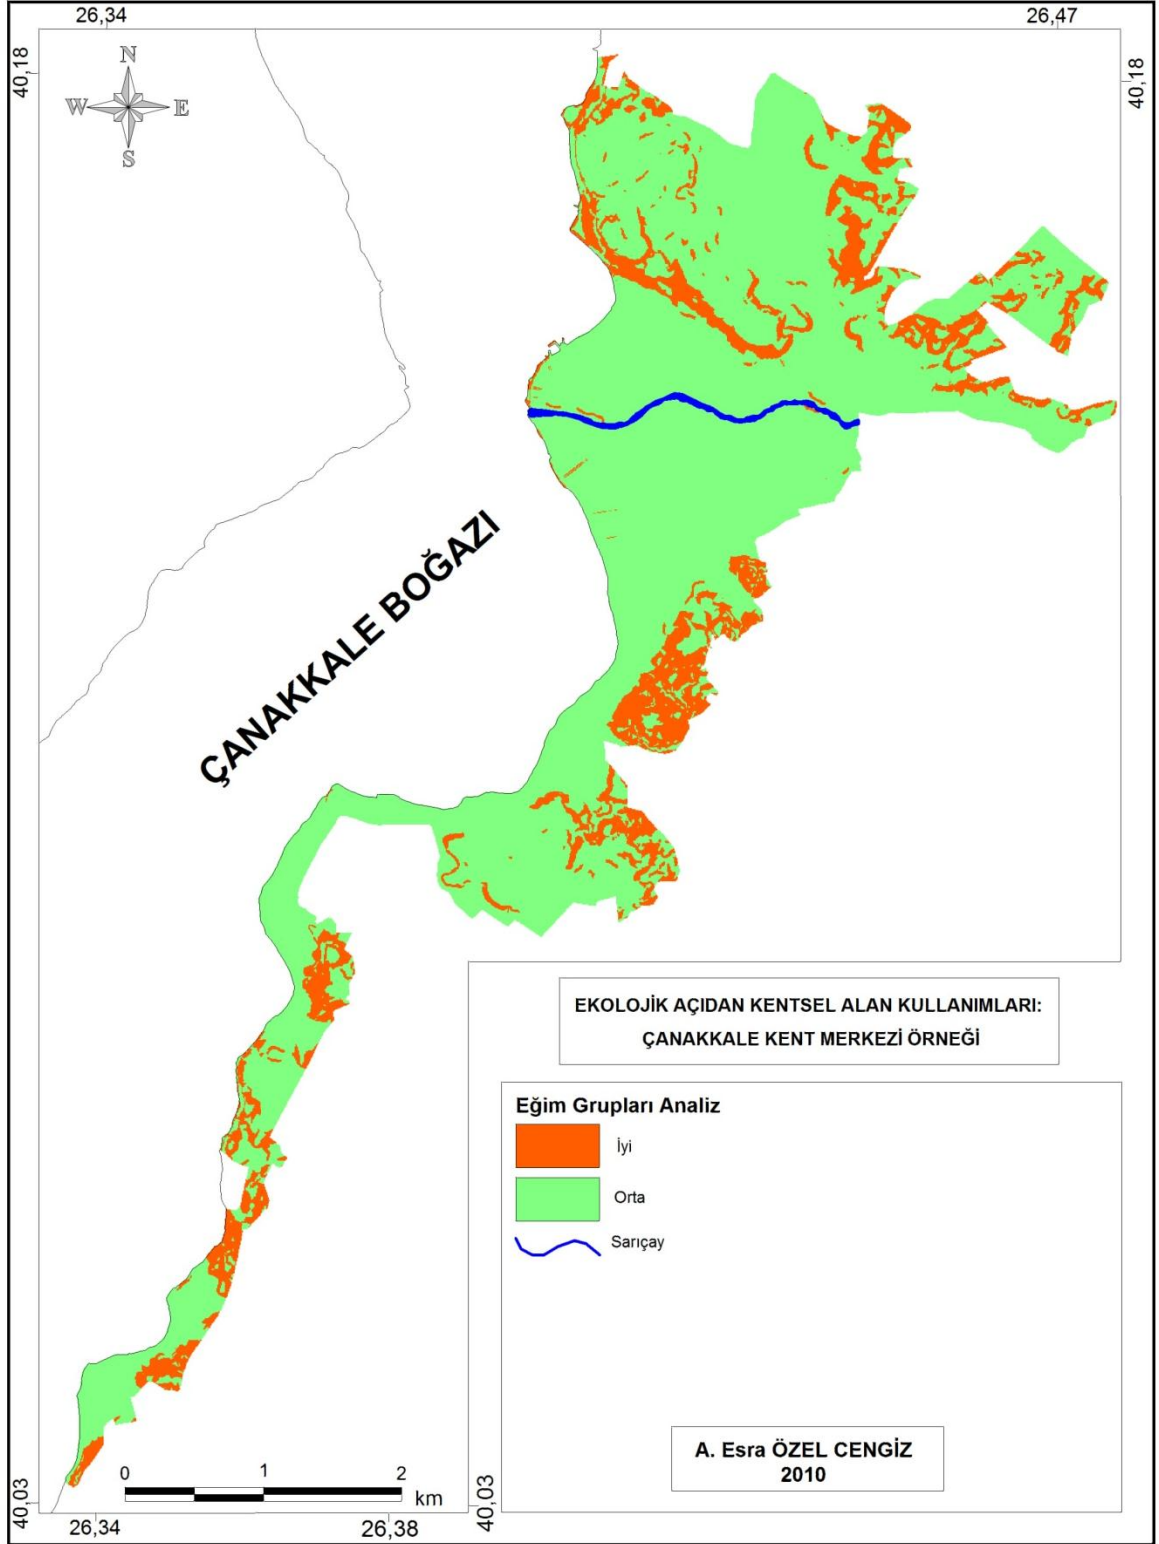 26,34
26,47
40,18
40,18
N
W
E
S
ÇANAKKALE BOĞAZI
EKOLOJİK AÇIDAN KENTSEL ALAN KULLANIMLARI:
ÇANAKKALE KENT MERKEZİ ÖRNEĞİ
Eğim Grupları Analiz
İyi
Orta
Sarıçay
A. Esra ÖZEL CENGİZ
2010
0
1
2
km
40,03
40,03
26,34
26,38